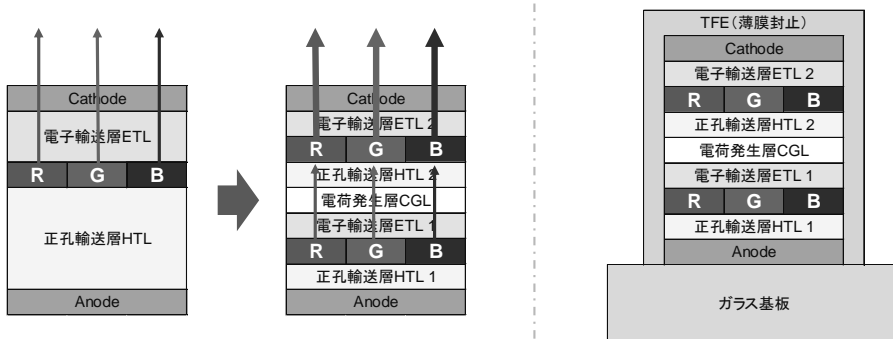 Cathode
電子輸送層ETL
R G B
正孔輸送層HTL
Anode
Cathode
電子輸送層ETL 2
R G B
正孔輸送層HTL 2
電荷発生層CGL
電子輸送層ETL 1
R G B
正孔輸送層HTL 1
Anode
TFE(薄膜封止)
Cathode
電子輸送層ETL 2
R G B
正孔輸送層HTL 2
電荷発生層CGL
電子輸送層ETL 1
R G B
正孔輸送層HTL 1
Anode
ガラス基板